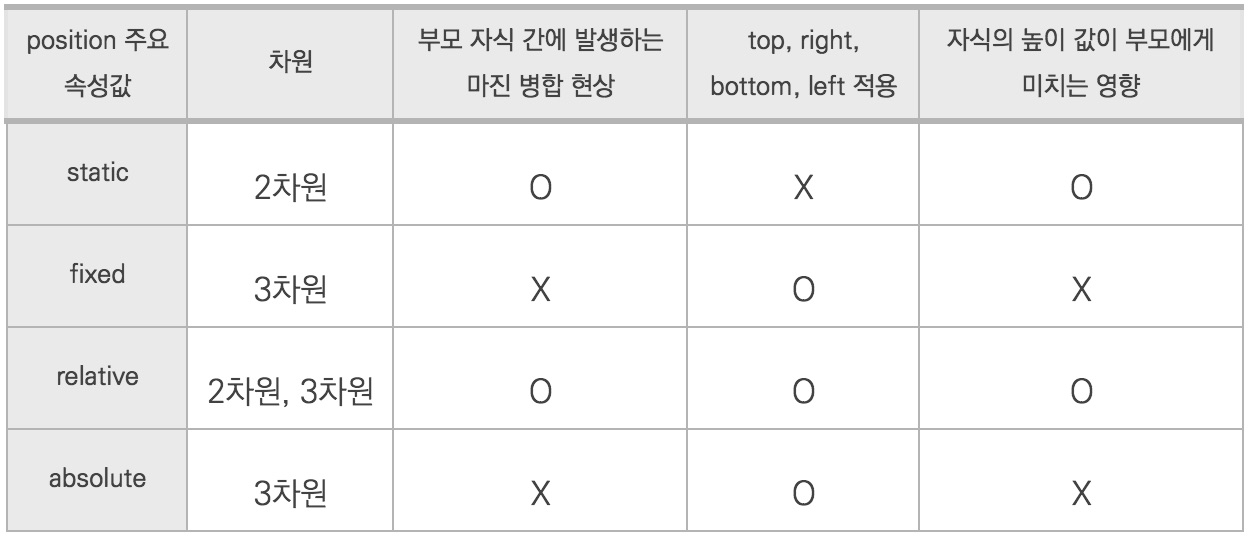 position 주요
속성값
차원
부모 자식 간에 발생하는
마진 병합 현상
top, right,
bottom, left 적용
자식의 높이 값이 부모에게
미치는 영향
static
2차원
O
X
O
fixed
3차원
X
O
X
relative
2차원, 3차원
O
O
O
absolute
3차원
X
O
X